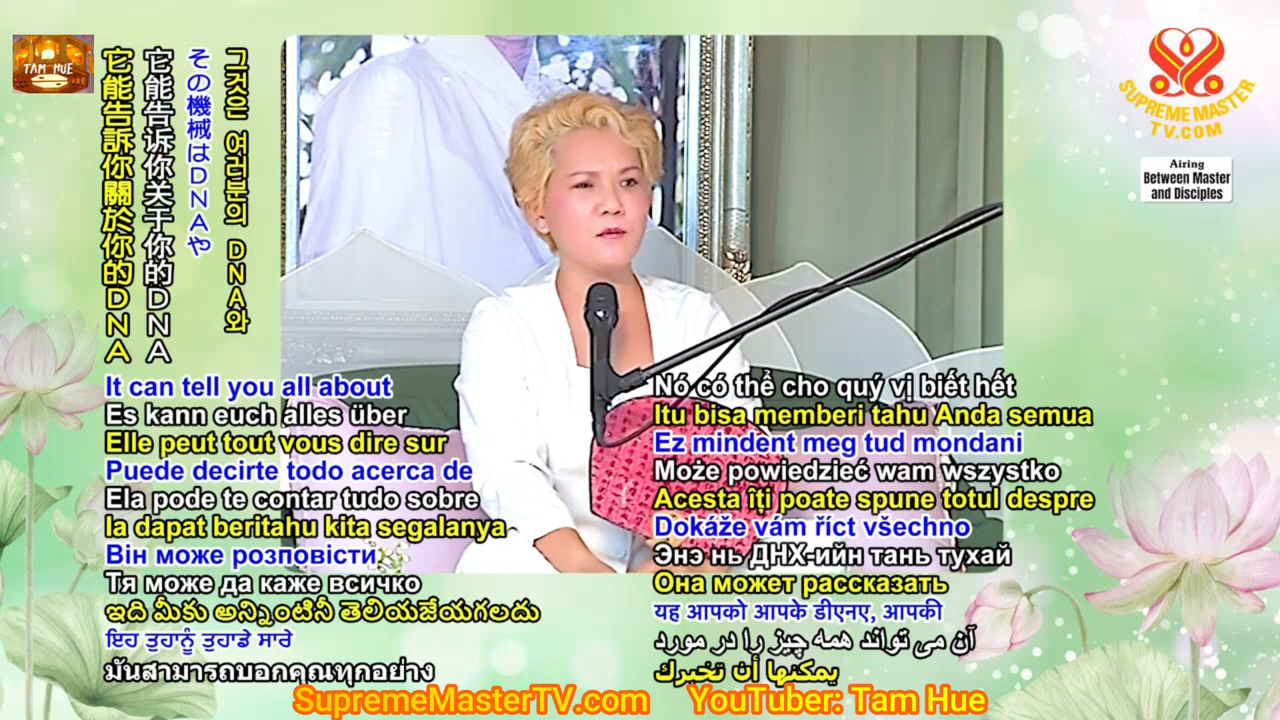 TAM HUE
그것은 여러분의 DNA와
その機械はDNAや
它能告诉你关于你的DNA
它能告訴你關於你的DNA
SUPREME MASTER
TV.COM
Airing
Between Master
and Disciples
It can tell you all about
Es kann euch alles über
Elle peut tout vous dire sur
Puede decirte todo acerca de
Ela pode te contar tudo sobre
Ia dapat beritahu kita segalanya
Він може розповісти
Тя може да каже всичко
ఇది మీకు అన్నింటినీ తెలియజేయగలదు
ਇਹ ਤੁਹਾਨੂੰ ਤੁਹਾਡੇ ਸਾਰੇ
มันสามารถบอกคุณทุกอย่าง
Nó có thể cho quý vị biết hết
Itu bisa memberi tahu Anda semua
Ez mindent meg tud mondani
Może powiedzieć wam wszystko
Acesta îți poate spune totul despre
Dokáže vám říct všechno
Энэ нь ДНХ-ийн тань тухай
Она может рассказать
यह आपको आपके डीएनए, आपकी
آن می تواند همه چیز را در مورد
يمكنها أن تخبرك
SupremeMasterTV.com YouTuber: Tam Hue